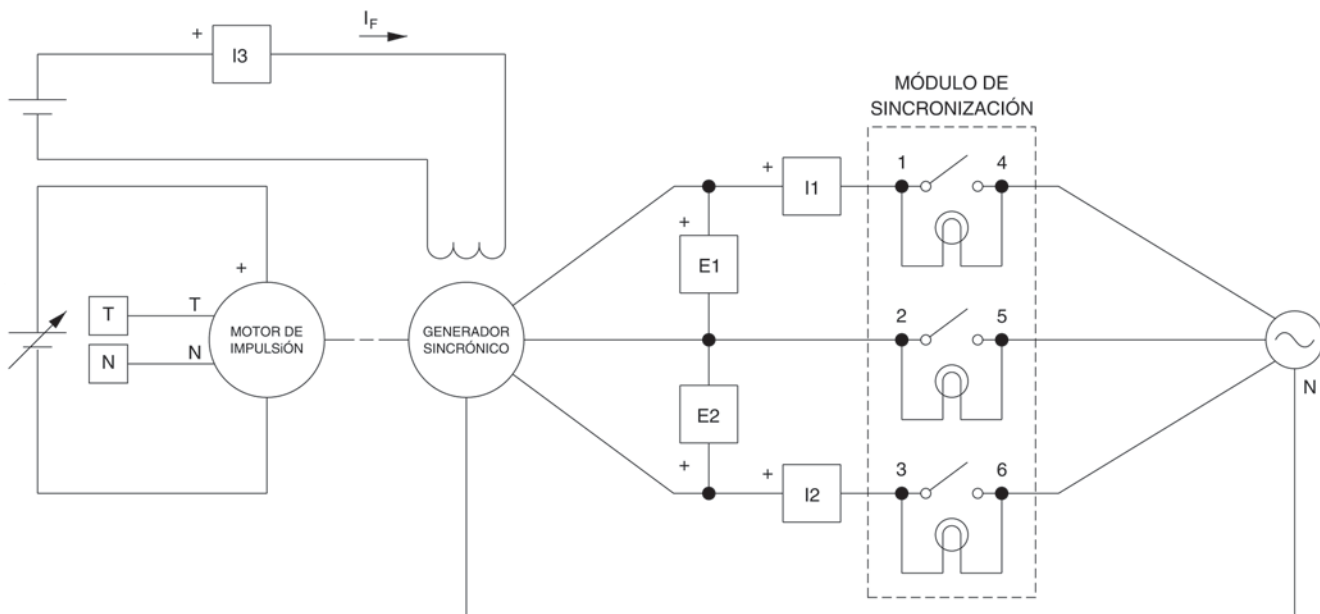 I3
+
I_F
MÓDULO DE
SINCRONIZACIÓN
1
4
+
I1
+
E1
+
T
T
N
N
MOTOR DE
IMPULSiÓN
GENERADOR
SINCRÓNICO
2
5
N
E2
+
+
I2
3
6